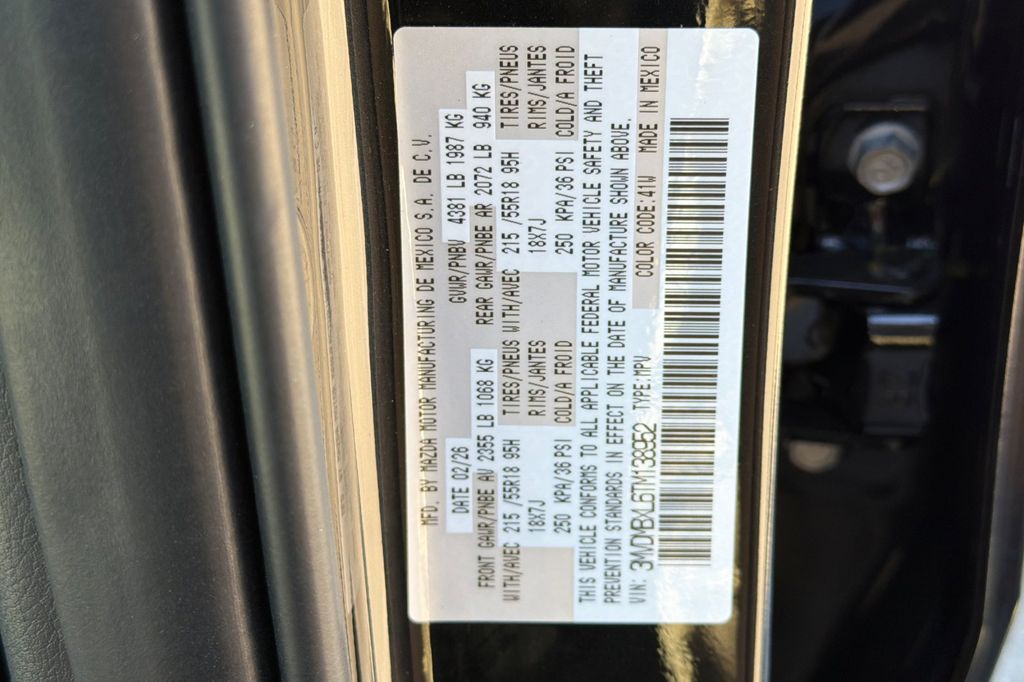 MFD. BY MAZDA MOTOR MANUFACTURING DE MEXICO S.A. DE C.V.
DATE 02/26 GVWR/PNBV 4381 LB 1987 KG
FRONT GAWR/PNBE AV 2355 LB 1068 KG REAR GAWR/PNBE AR 2072 LB 940 KG
WITH/AVEC 215 /55R18 95H TIRES/PNEUS WITH/AVEC 215 /55R18 95H TIRES/PNEUS
18X7J RIMS/JANTES 18X7J RIMS/JANTES
250 KPA/36 PSI COLD/A FROID 250 KPA/36 PSI COLD/A FROID
THIS VEHICLE CONFORMS TO ALL APPLICABLE FEDERAL MOTOR VEHICLE SAFETY AND THEFT
PREVENTION STANDARDS IN EFFECT ON THE DATE OF MANUFACTURE SHOWN ABOVE.
VIN: 3MVDMBXL6TM138952 TYPE:MPV COLOR CODE:41W MADE IN MEXICO